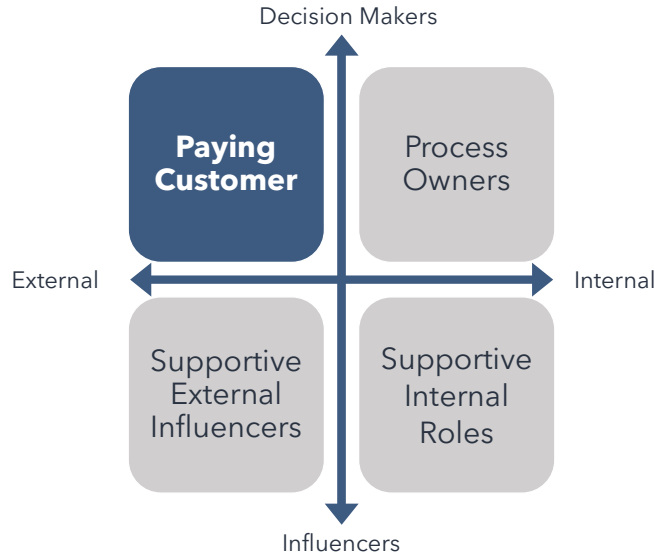 Decision Makers
Paying
Customer
Process
Owners
External
Internal
Supportive
External
Influencers
Supportive
Internal
Roles
Influencers